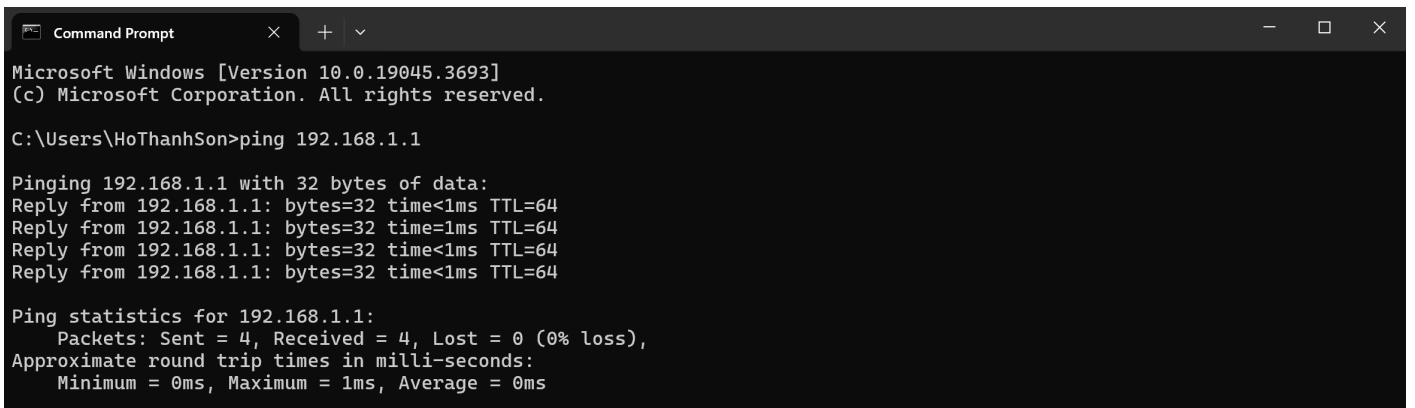 Command Prompt
Microsoft Windows [Version 10.0.19045.3693]
(c) Microsoft Corporation. All rights reserved.
C:\Users\HoThanhSon>ping 192.168.1.1
Pinging 192.168.1.1 with 32 bytes of data:
Reply from 192.168.1.1: bytes=32 time<1ms TTL=64
Reply from 192.168.1.1: bytes=32 time=1ms TTL=64
Reply from 192.168.1.1: bytes=32 time<1ms TTL=64
Reply from 192.168.1.1: bytes=32 time<1ms TTL=64
Ping statistics for 192.168.1.1:
    Packets: Sent = 4, Received = 4, Lost = 0 (0% loss),
Approximate round trip times in milli-seconds:
    Minimum = 0ms, Maximum = 1ms, Average = 0ms